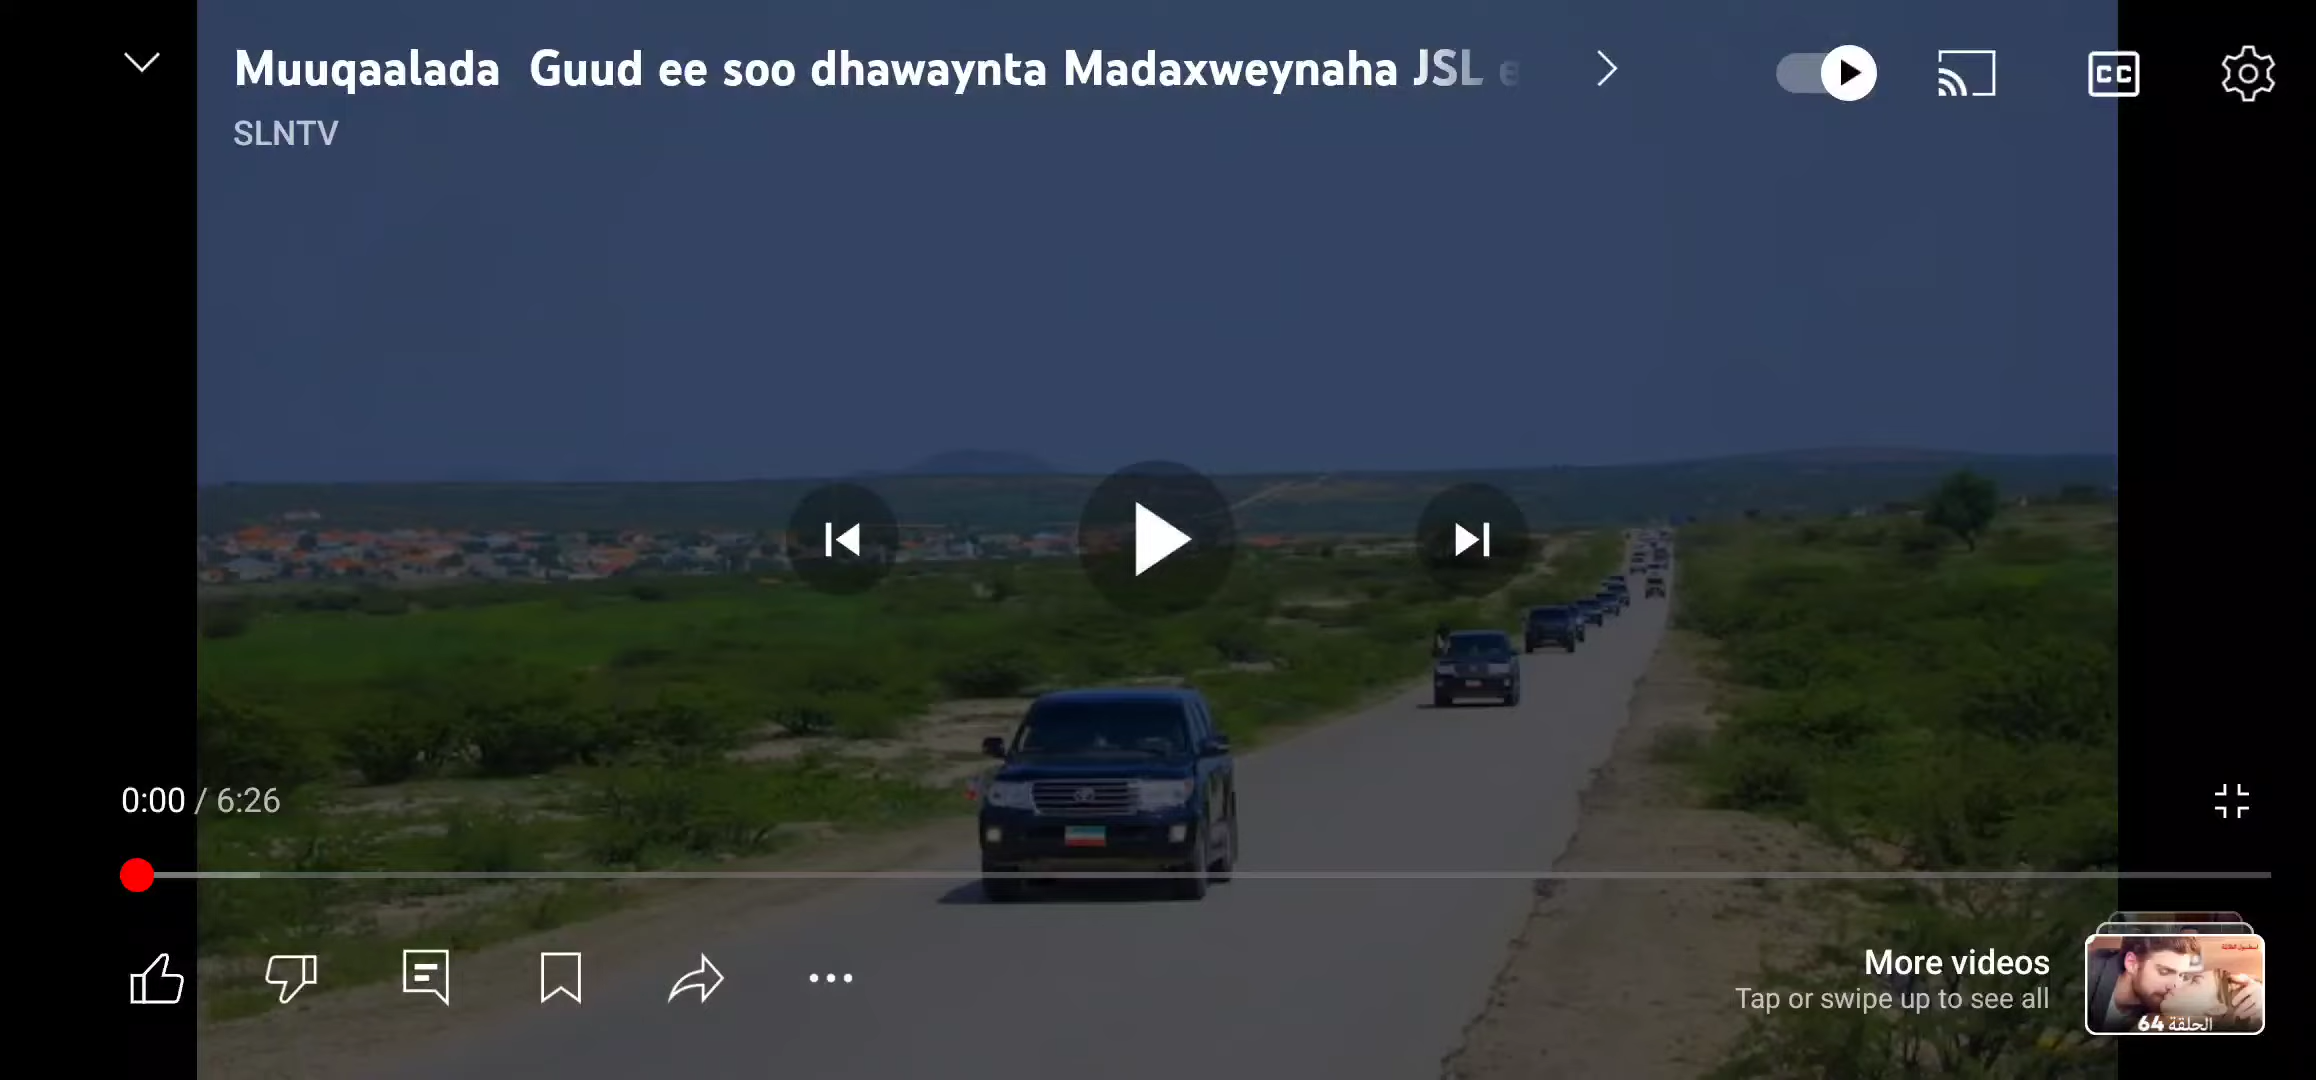 Muuqaalada Guud ee soo dhawaynta Madaxweynaha JSL e
SLNTV
CC
0:00 / 6:26
More videos
Tap or swipe up to see all
الحلقة 64